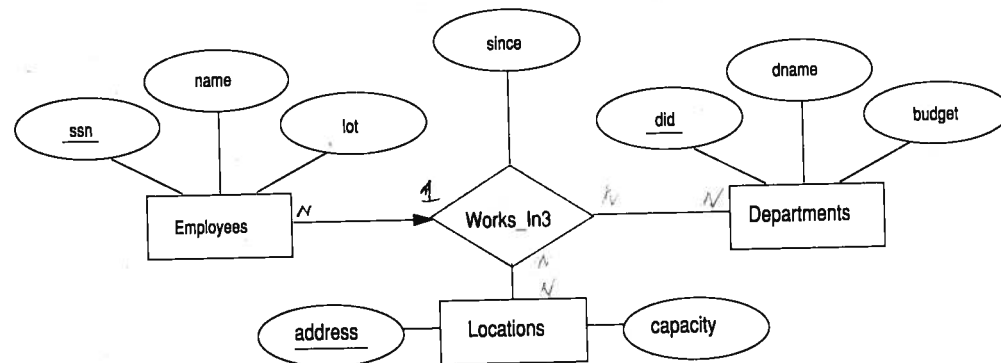 since
name
dname
ssn
lot
did
budget
1
N
N
N
Employees
Works_In3
Departments
N
N
address
Locations
capacity